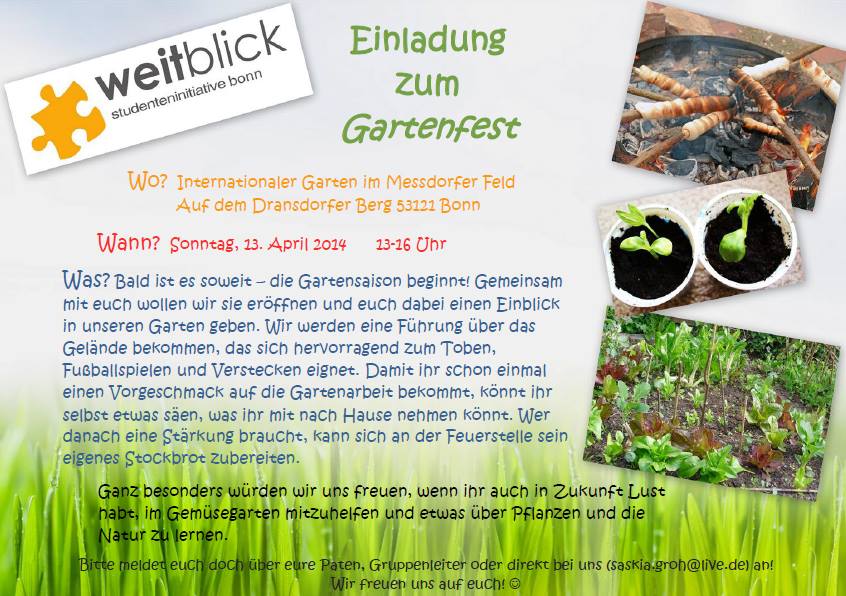 weitblick
studenteninitiative bonn
Einladung
zum
Gartenfest
Wo? Internationaler Garten im Messdorfer Feld
Auf dem Dransdorfer Berg 53121 Bonn
Wann? Sonntag, 13. April 2014 13-16 Uhr
Was? Bald ist es soweit – die Gartensaison beginnt! Gemeinsam
mit euch wollen wir sie eröffnen und euch dabei einen Einblick
in unseren Garten geben. Wir werden eine Führung über das
Gelände bekommen, das sich hervorragend zum Toben,
Fußballspielen und Verstecken eignet. Damit ihr schon einmal
einen Vorgeschmack auf die Gartenarbeit bekommt, könnt ihr
selbst etwas säen, was ihr mit nach Hause nehmen könnt. Wer
danach eine Stärkung braucht, kann sich an der Feuerstelle sein
eigenes Stockbrot zubereiten.
Ganz besonders würden wir uns freuen, wenn ihr auch in Zukunft Lust
habt, im Gemüsegarten mitzuhelfen und etwas über Pflanzen und die
Natur zu lernen.
Bitte meldet euch doch über eure Paten, Gruppenleiter oder direkt bei uns (saskia.groh@live.de) an!
Wir freuen uns auf euch! ☺